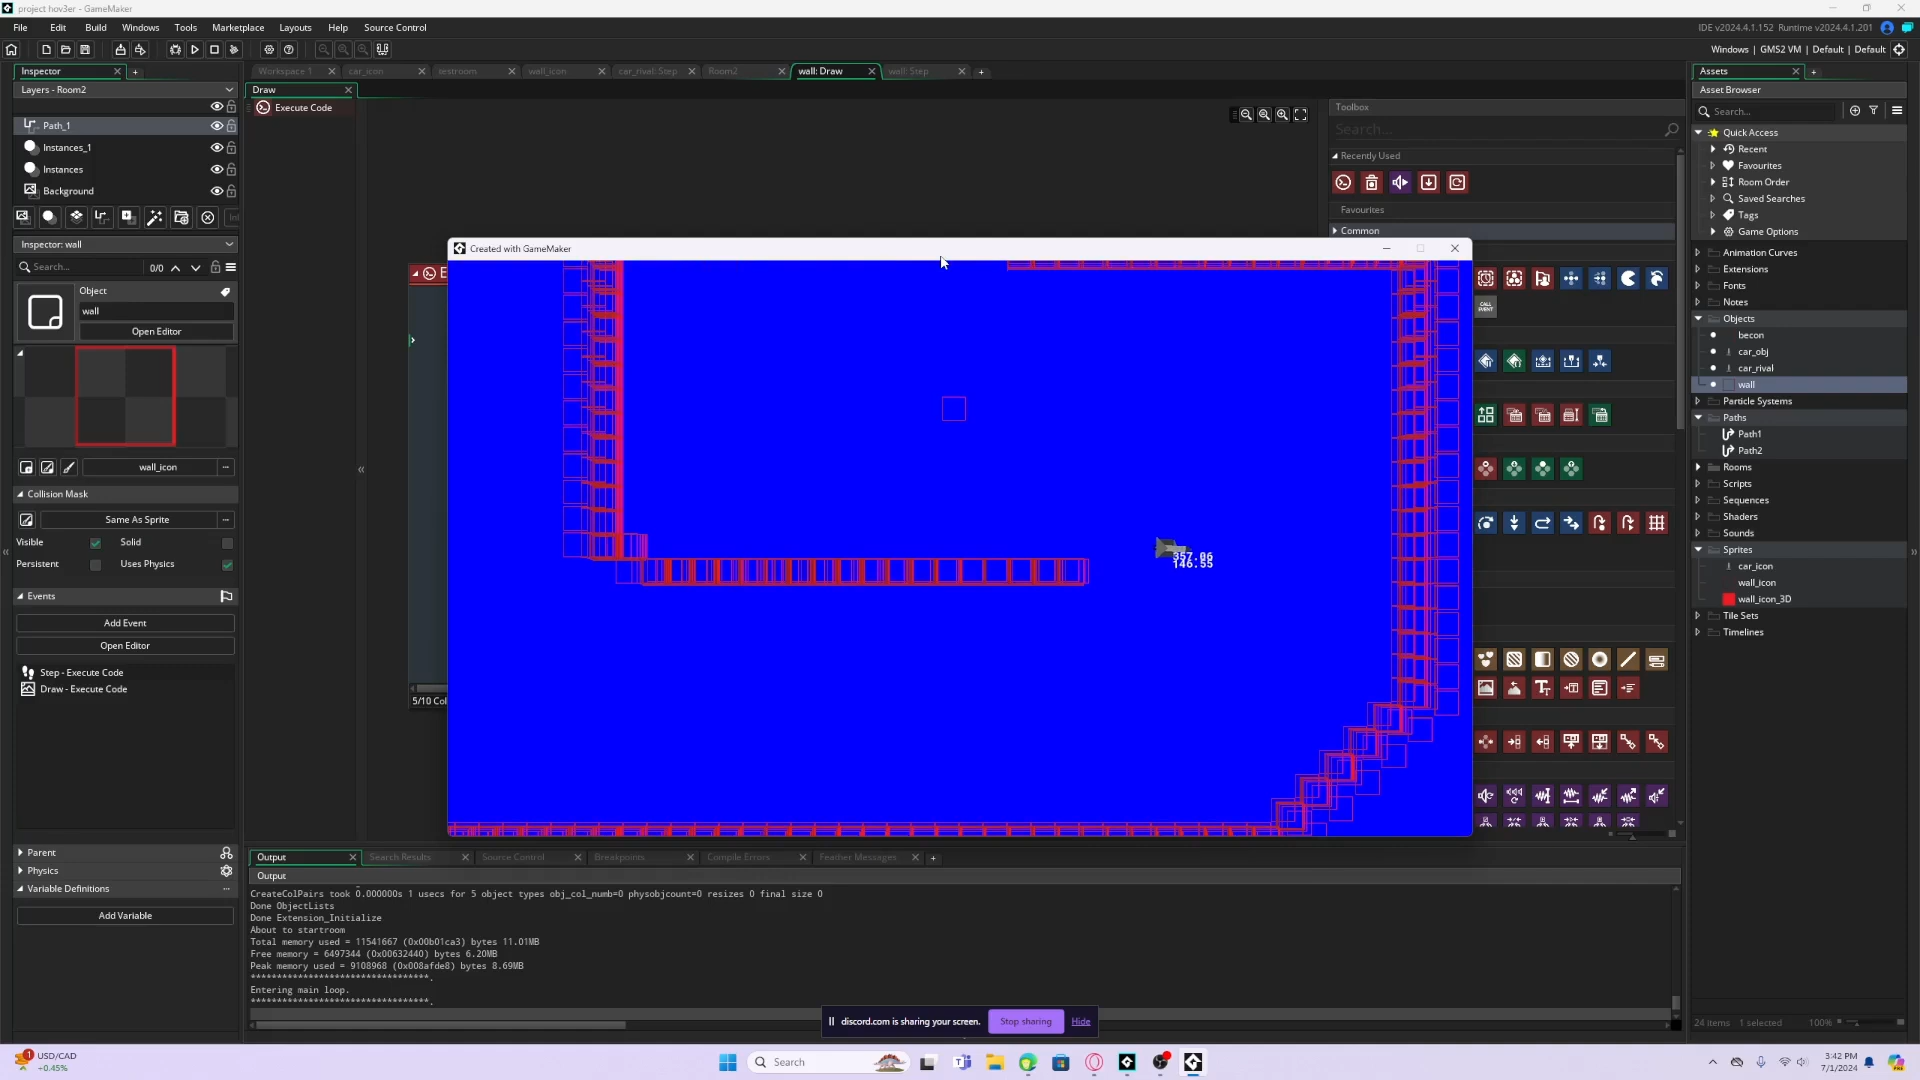 project hov3er - GameMaker
File Edit Build Windows Tools Marketplace Layouts Help Source Control
IDE v2024.4.1.152 Runtime v2024.4.1.201
Windows | GMS2 VM | Default | Default
Inspector
Workspace 1
car_icon
testroom
wall_icon
car_rival: Step
Room2
wall: Draw
wall: Step
Assets
Layers - Room2
Draw
Asset Browser
Execute Code
Toolbox
Search...
Search...
Path_1
Instances_1
Instances
Background
Recently Used
Favourites
Common
Quick Access
Recent
Favourites
Room Order
Saved Searches
Tags
Game Options
Inspector: wall
Search...
0/0
Object
wall
Open Editor
wall_icon
Collision Mask
Same As Sprite
Visible
Solid
Persistent
Uses Physics
Events
Add Event
Open Editor
Step - Execute Code
Draw - Execute Code
Parent
Physics
Variable Definitions
Add Variable
Created with GameMaker
E
357.06
146.55
5/10 Col
CALL
EVENT
Animation Curves
Extensions
Fonts
Notes
Objects
becon
car_obj
car_rival
wall
Particle Systems
Paths
Path1
Path2
Rooms
Scripts
Sequences
Shaders
Sounds
Sprites
car_icon
wall_icon
wall_icon_3D
Tile Sets
Timelines
24 items 1 selected 100%
Output
Search Results
Source Control
Breakpoints
Compile Errors
Feather Messages
Output
CreateColPairs took 0.000000s 1 usecs for 5 object types obj_col_numb=0 physobjcount=0 resizes 0 final size 0
Done ObjectLists
Done Extension_Initialize
About to startroom
Total memory used = 11541667 (0x00b01ca3) bytes 11.01MB
Free memory = 6497344 (0x00632440) bytes 6.20MB
Peak memory used = 9108968 (0x008afde8) bytes 8.69MB
**********************************.
Entering main loop.
**********************************.
discord.com is sharing your screen.
Stop sharing
Hide
1
USD/CAD
+0.45%
Search
3:42 PM
7/1/2024